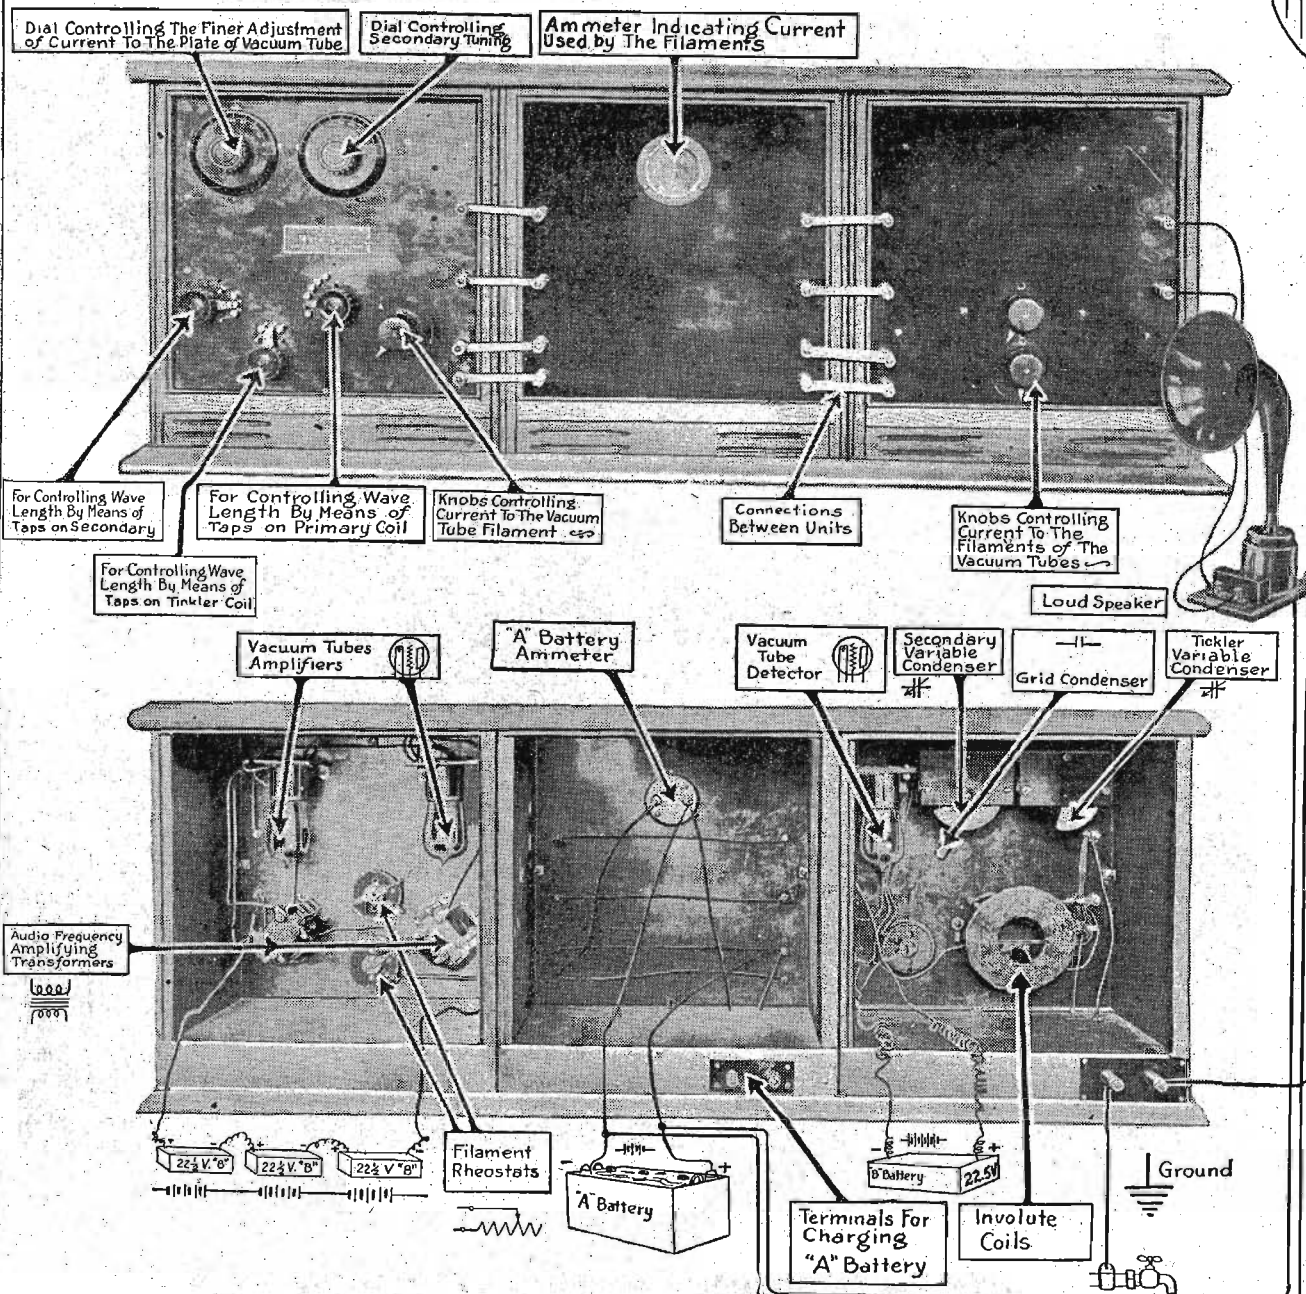 Dial Controlling The Finer Adjustment
of Current To The Plate of Vacuum Tube
Dial Controlling
Secondary Tuning
Ammeter Indicating Current
Used by The Filaments
For Controlling Wave
Length By Means of
Taps on Secondary
For Controlling Wave
Length By Means of
Taps on Tinkler Coil
For Controlling Wave
Length By Means of
Taps on Primary Coil
Knobs Controlling
Current To The Vacuum
Tube Filament
Connections
Between Units
Knobs Controlling
Current To The
Filaments of The
Vacuum Tubes
Loud Speaker
Vacuum Tubes
Amplifiers
"A" Battery
Ammeter
Vacuum
Tube
Detector
Secondary
Variable
Condenser
Grid Condenser
Tickler
Variable
Condenser
Audio Frequency
Amplifying
Transformers
- + - + - + -
22½ V. "B"
22½ V. "B"
22½ V "B"
Filament
Rheostats
- +
"A" Battery
Terminals For
Charging
"A" Battery
- +
"B" Battery
22.5V
Involute
Coils
Ground